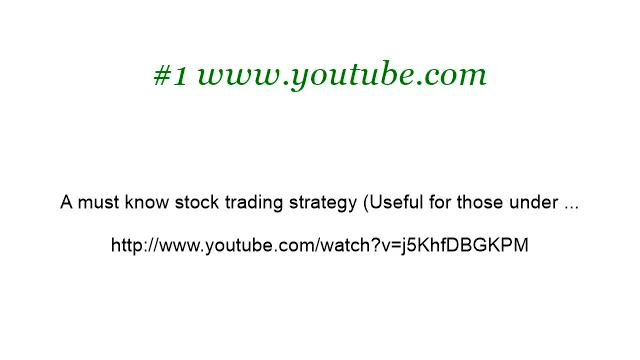 #1 www.youtube.com
A must know stock trading strategy (Useful for those under ...
http://www.youtube.com/watch?v=j5KhfDBGKPM